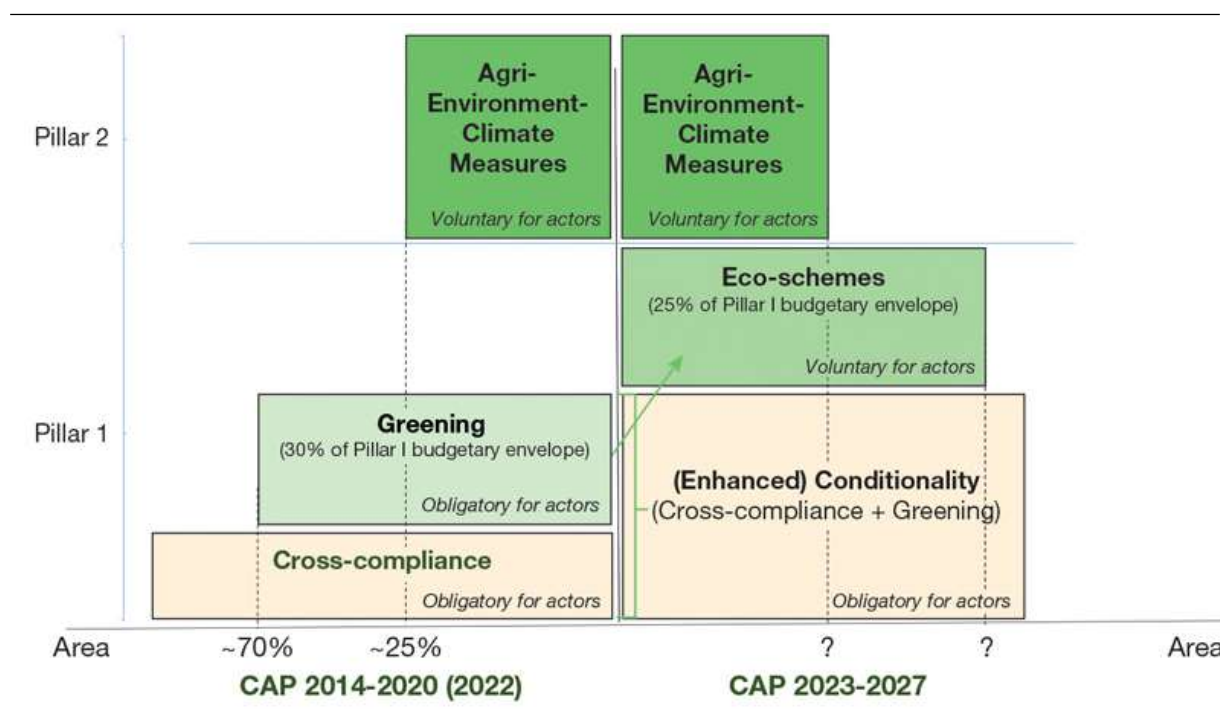 Pillar 2
Agri-
Environment-
Climate
Measures
Voluntary for actors
Agri-
Environment-
Climate
Measures
Voluntary for actors
Pillar 1
Greening
(30% of Pillar I budgetary envelope)
Obligatory for actors
Cross-compliance
Obligatory for actors
Eco-schemes
(25% of Pillar I budgetary envelope)
Voluntary for actors
(Enhanced) Conditionality
(Cross-compliance + Greening)
Obligatory for actors
Area ~70% ~25% ? ? Area
CAP 2014-2020 (2022) CAP 2023-2027